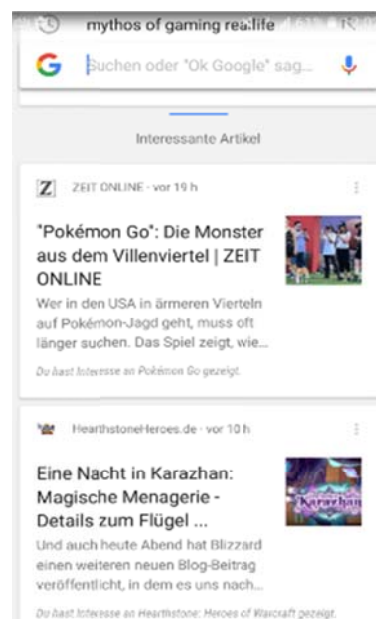 mythos of gaming real life
Suchen oder "Ok Google" sag...
Interessante Artikel
Z ZEIT ONLINE - vor 19 h
"Pokémon Go": Die Monster
aus dem Villenviertel | ZEIT
ONLINE
Wer in den USA in ärmeren Vierteln
auf Pokémon-Jagd geht, muss oft
länger suchen. Das Spiel zeigt, wie...
Du hast Interesse an Pokémon Go gezeigt.
HearthstoneHeroes.de - vor 10 h
Eine Nacht in Karazhan:
Magische Menagerie -
Details zum Flügel ...
Karazhan
Und auch heute Abend hat Blizzard
einen weiteren neuen Blog-Beitrag
veröffentlicht, in dem es uns nach...
Du hast Interesse an Hearthstone: Heroes of Warcraft gezeigt.